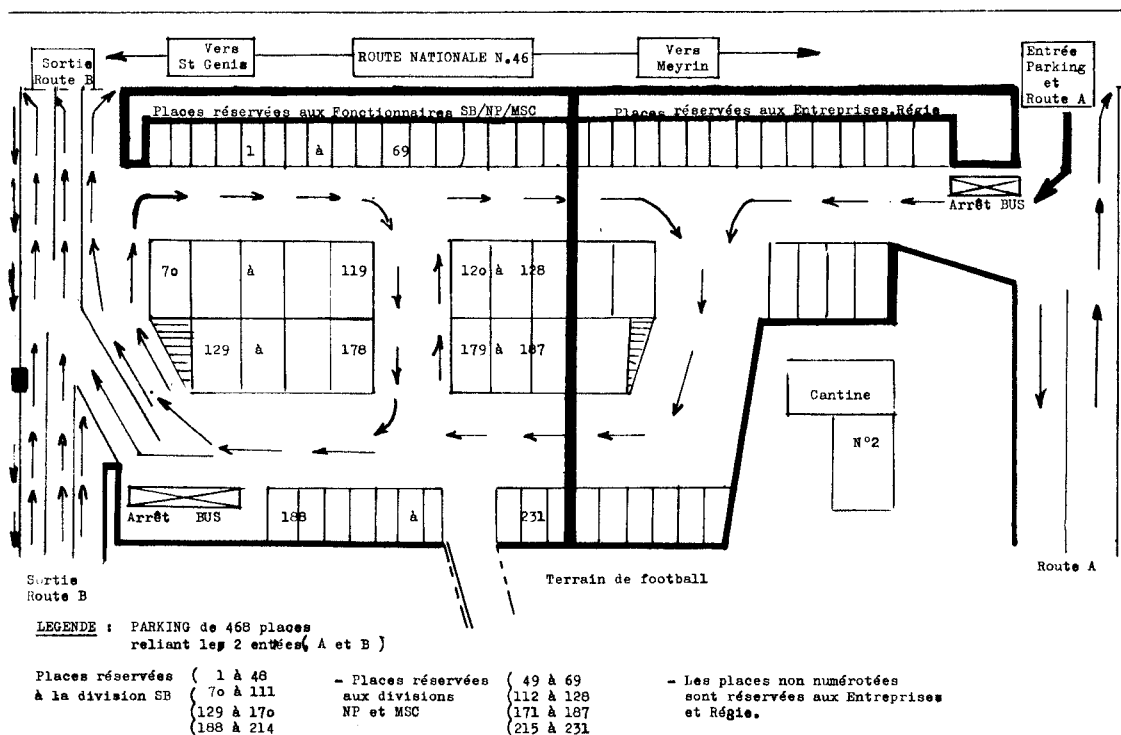 Sortie
Route B
Vers
St Genis
ROUTE NATIONALE N.46
Vers
Meyrin
Entrée
Parking
et
Route A
Places réservées aux Fonctionnaires SB/NP/MSC
Places réservées aux Entreprises.Régie
1 à 69
Arrêt BUS
7o à 119
12o à 128
129 à 178
179 à 187
Cantine
N°2
Arrêt BUS
188 à 231
Sortie
Route B
Terrain de football
Route A
LEGENDE : PARKING de 468 places
reliant les 2 entées( A et B )
Places réservées
à la division SB
( 1 à 48
( 7o à 111
(129 à 17o
(188 à 214
- Places réservées
aux divisions
NP et MSC
( 49 à 69
(112 à 128
(171 à 187
(215 à 231
- Les places non numérotées
sont réservées aux Entreprises
et Régie.